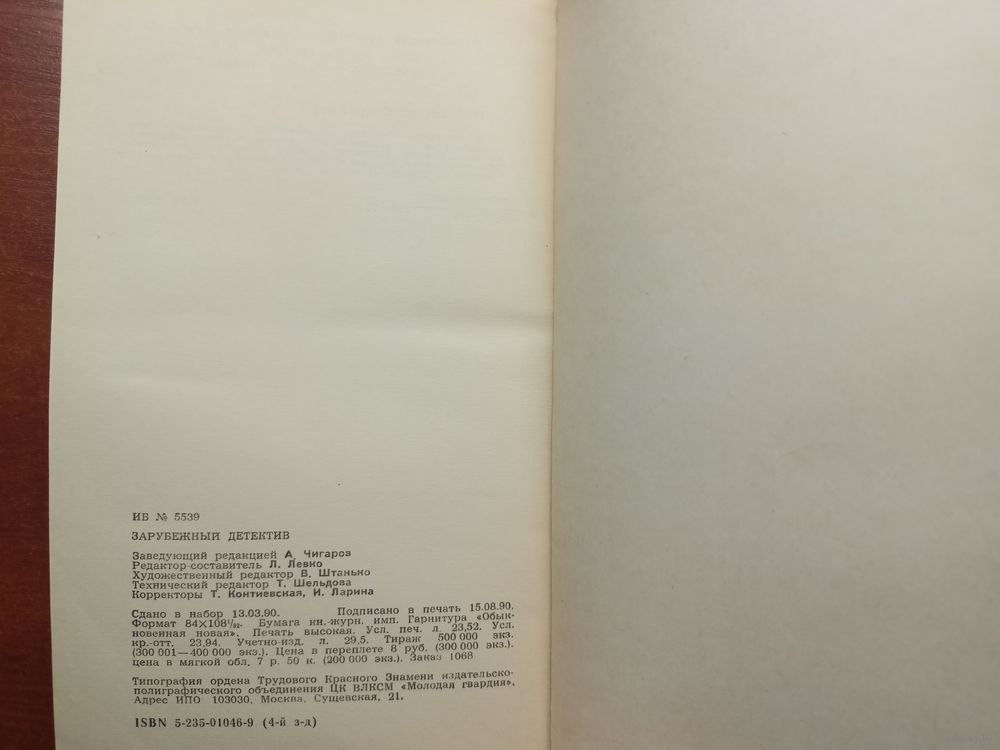 ИБ № 5539
ЗАРУБЕЖНЫЙ ДЕТЕКТИВ
Заведующий редакцией А. Чигаров
Редактор-составитель Л. Левко
Художественный редактор В. Штанько
Технический редактор Т. Шельдова
Корректоры Т. Контиевская, И. Ларина
Сдано в набор 13.03.90. Подписано в печать 15.08.90.
Формат 84×108¹/₃₂. Бумага кн.-журн. имп. Гарнитура «Обык-
новенная новая». Печать высокая. Усл. печ. л. 23,52. Усл.
кр.-отт. 23,94. Учетно-изд. л. 29,5. Тираж 500 000 экз.
(300 001—400 000 экз.). Цена в переплете 8 руб. (300 000 экз.).
цена в мягкой обл. 7 р. 50 к. (200 000 экз.). Заказ 1068
Типография ордена Трудового Красного Знамени издательско-
полиграфического объединения ЦК ВЛКСМ «Молодая гвардия».
Адрес ИПО 103030, Москва, Сущевская, 21.
ISBN 5-235-01046-9 (4-й з-д)